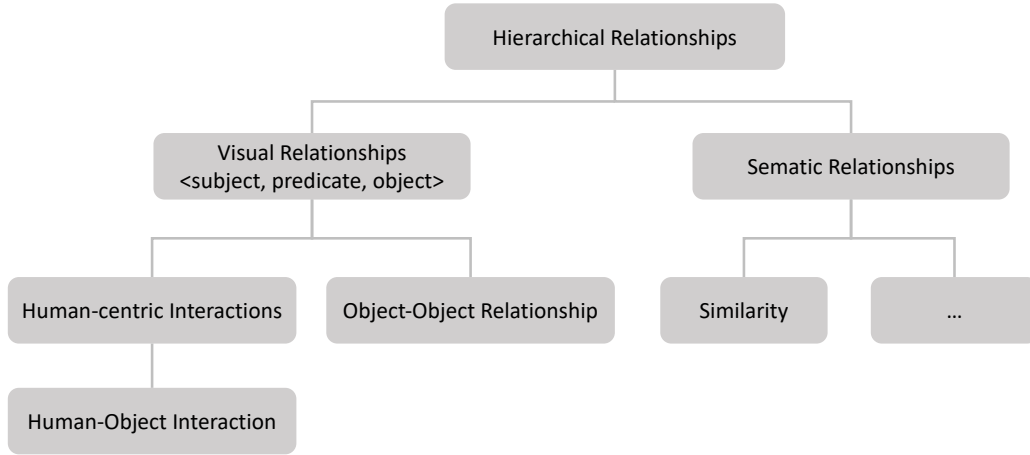 Hierarchical Relationships
Visual Relationships
<subject, predicate, object>
Sematic Relationships
Human-centric Interactions
Object-Object Relationship
Similarity
...
Human-Object Interaction